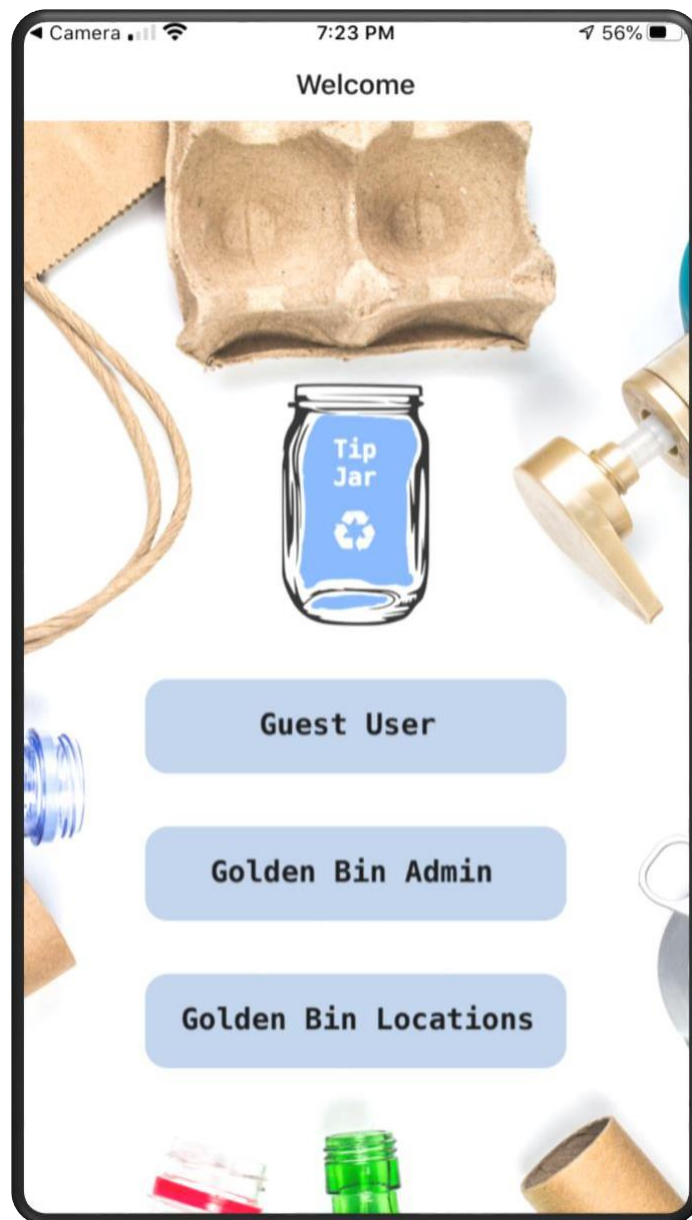 Camera 7:23 PM 56%
Welcome
Tip
Jar
Guest User
Golden Bin Admin
Golden Bin Locations